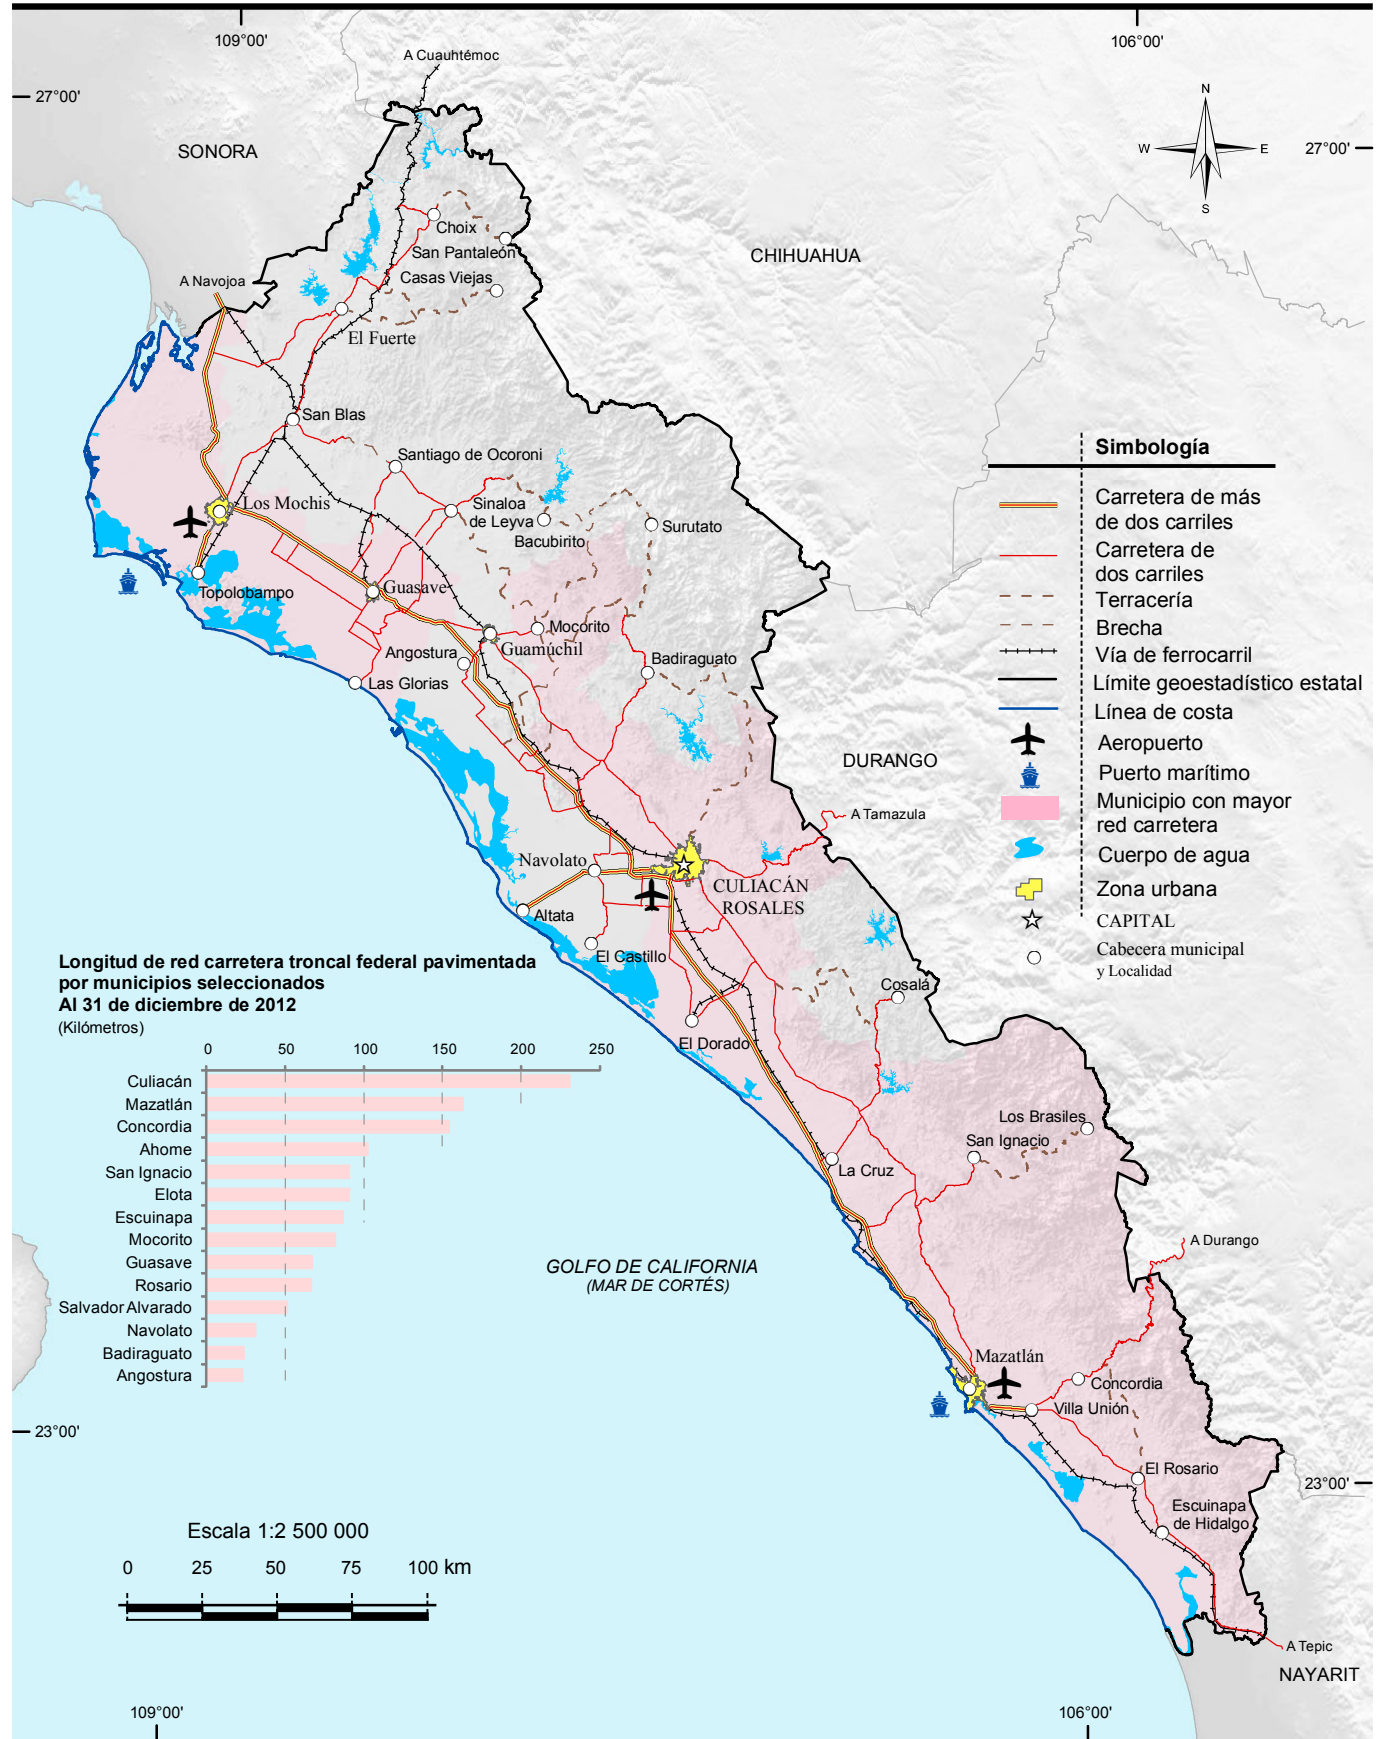 109°00'
106°00'
A Cuauhtémoc
27°00'
N
W
E
S
27°00'
SONORA
Choix
San Pantaleón
CHIHUAHUA
Casas Viejas
A Navojoa
El Fuerte
San Blas
Simbología
Santiago de Ocoroni
Carretera de más
de dos carriles
Los Mochis
Sinaloa
de Leyva
Surutato
Bacubirito
Carretera de
dos carriles
Topolobampo
Guasave
Terracería
Brecha
Mocorito
Guamúchil
Angostura
Badiraguato
Vía de ferrocarril
Las Glorias
Límite geoestadístico estatal
Línea de costa
Aeropuerto
DURANGO
Puerto marítimo
Municipio con mayor
red carretera
A Tamazula
Cuerpo de agua
Navolato
CULIACÁN
ROSALES
Zona urbana
Altata
CAPITAL
El Castillo
Cabecera municipal
y Localidad
Longitud de red carretera troncal federal pavimentada
por municipios seleccionados
Al 31 de diciembre de 2012
(Kilómetros)
Cosalá
El Dorado
0 50 100 150 200 250
Culiacán
Mazatlán
Concordia
Ahome
San Ignacio
Elota
Escuinapa
Mocorito
Guasave
Rosario
Salvador Alvarado
Navolato
Badiraguato
Angostura
Los Brasiles
San Ignacio
La Cruz
A Durango
GOLFO DE CALIFORNIA
(MAR DE CORTÉS)
Mazatlán
Concordia
Villa Unión
23°00'
El Rosario
23°00'
Escuinapa
de Hidalgo
Escala 1:2 500 000
0 25 50 75 100 km
A Tepic
NAYARIT
109°00'
106°00'